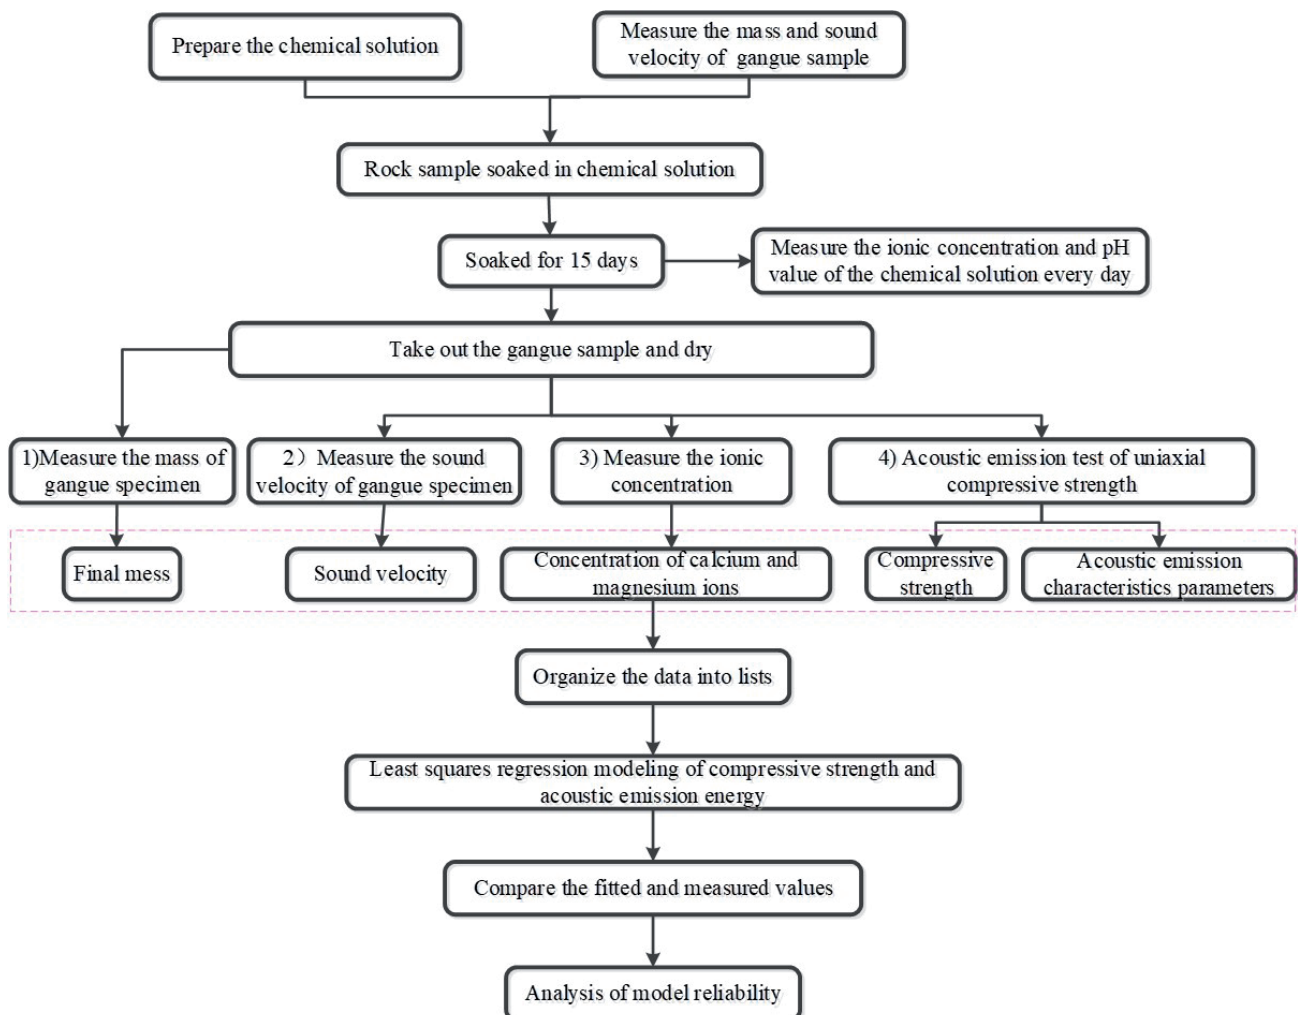 Prepare the chemical solution
Measure the mass and sound
velocity of gangue sample
Rock sample soaked in chemical solution
Soaked for 15 days
Measure the ionic concentration and pH
value of the chemical solution every day
Take out the gangue sample and dry
1)Measure the mass of
gangue specimen
2）Measure the sound
velocity of gangue specimen
3) Measure the ionic
concentration
4) Acoustic emission test of uniaxial
compressive strength
Final mess
Sound velocity
Concentration of calcium and
magnesium ions
Compressive
strength
Acoustic emission
characteristics parameters
Organize the data into lists
Least squares regression modeling of compressive strength and
acoustic emission energy
Compare the fitted and measured values
Analysis of model reliability